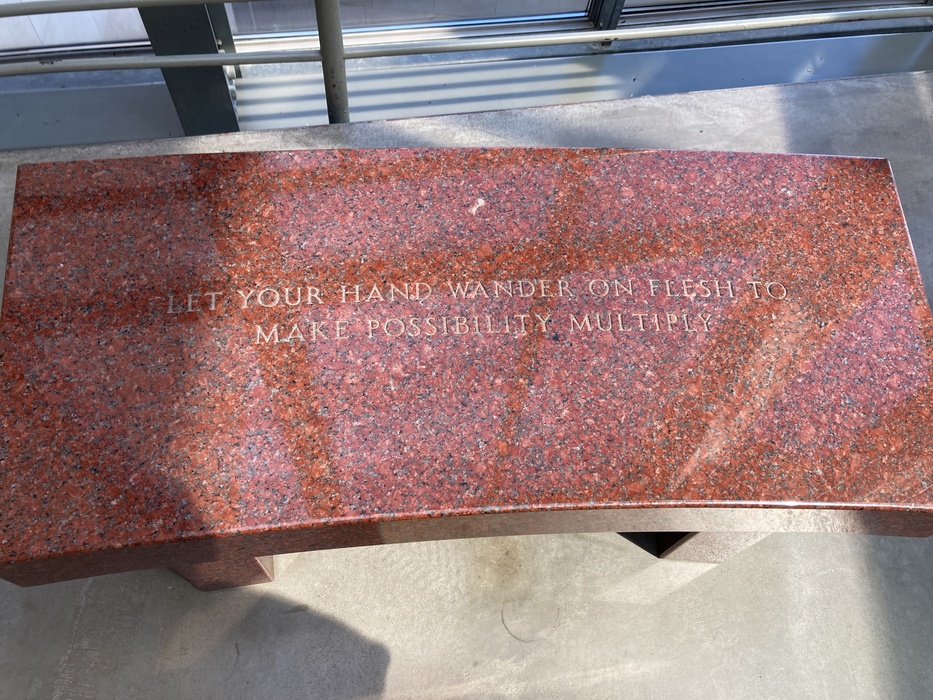 LET YOUR HAND WANDER ON FLESH TO
MAKE POSSIBILITY MULTIPLY